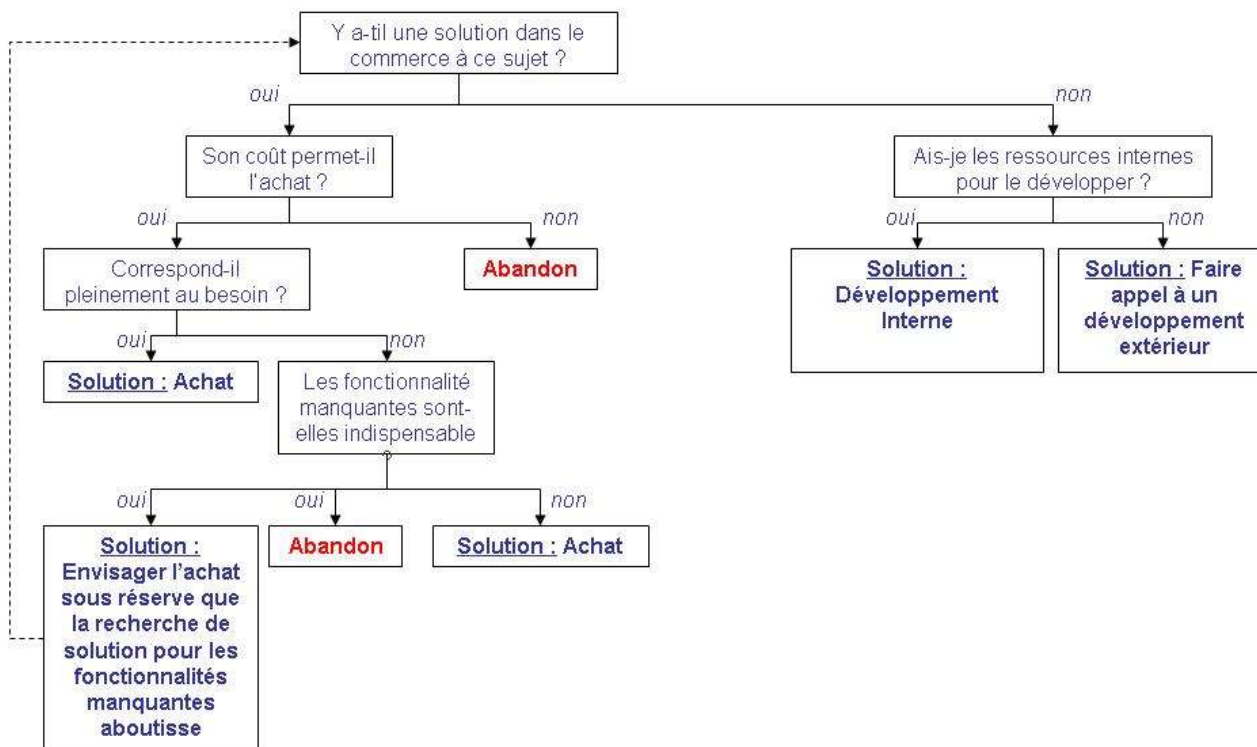 Y a-til une solution dans le
commerce à ce sujet ?
oui
non
Son coût permet-il
l'achat ?
Ais-je les ressources internes
pour le développer ?
oui
non
oui
non
Correspond-il
pleinement au besoin ?
Abandon
Solution :
Développement
Interne
Solution : Faire
appel à un
développement
extérieur
oui
non
Solution : Achat
Les fonctionnalité
manquantes sont-
elles indispensable
oui
oui
non
Solution :
Envisager l'achat
sous réserve que
la recherche de
solution pour les
fonctionnalités
manquantes
aboutisse
Abandon
Solution : Achat